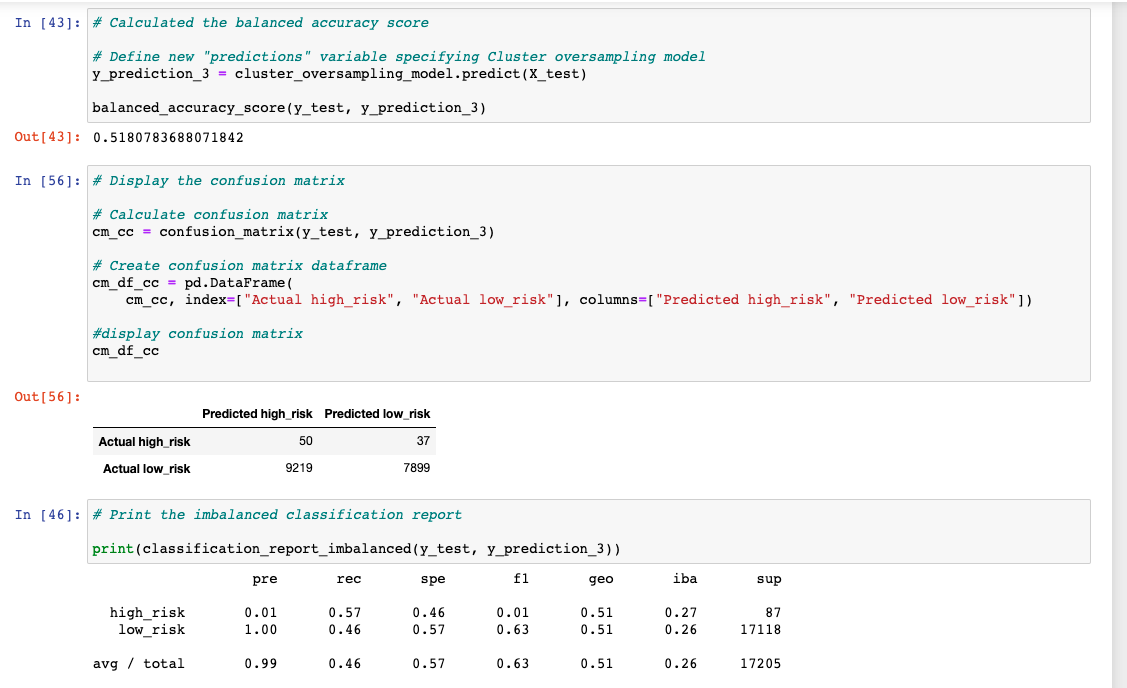 In [43]: # Calculated the balanced accuracy score
# Define new "predictions" variable specifying Cluster oversampling model
y_prediction_3 = cluster_oversampling_model.predict(X_test)
balanced_accuracy_score(y_test, y_prediction_3)
Out[43]: 0.5180783688071842
In [56]: # Display the confusion matrix
# Calculate confusion matrix
cm_cc = confusion_matrix(y_test, y_prediction_3)
# Create confusion matrix dataframe
cm_df_cc = pd.DataFrame(
cm_cc, index=["Actual high_risk", "Actual low_risk"], columns=["Predicted high_risk", "Predicted low_risk"])
#display confusion matrix
cm_df_cc
Out[56]:
Predicted high_risk Predicted low_risk
Actual high_risk 50 37
Actual low_risk 9219 7899
In [46]: # Print the imbalanced classification report
print(classification_report_imbalanced(y_test, y_prediction_3))
pre rec spe f1 geo iba sup
high_risk 0.01 0.57 0.46 0.01 0.51 0.27 87
low_risk 1.00 0.46 0.57 0.63 0.51 0.26 17118
avg / total 0.99 0.46 0.57 0.63 0.51 0.26 17205